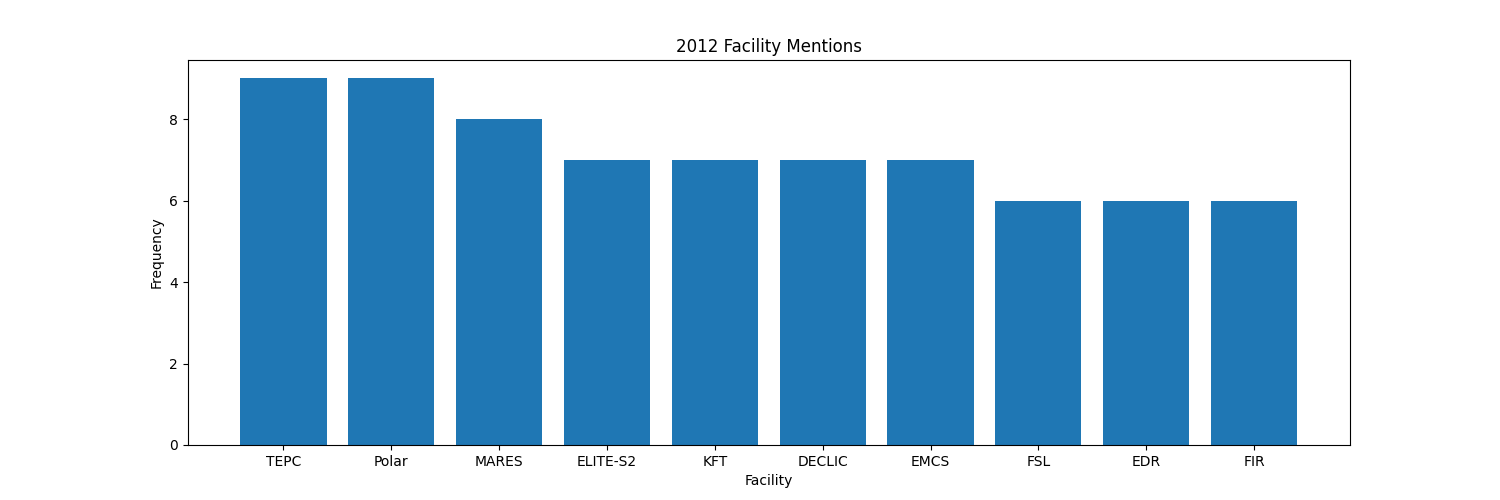 2012 Facility Mentions
Frequency
8
6
4
2
0
TEPC Polar MARES ELITE-S2 KFT DECLIC EMCS FSL EDR FIR
Facility